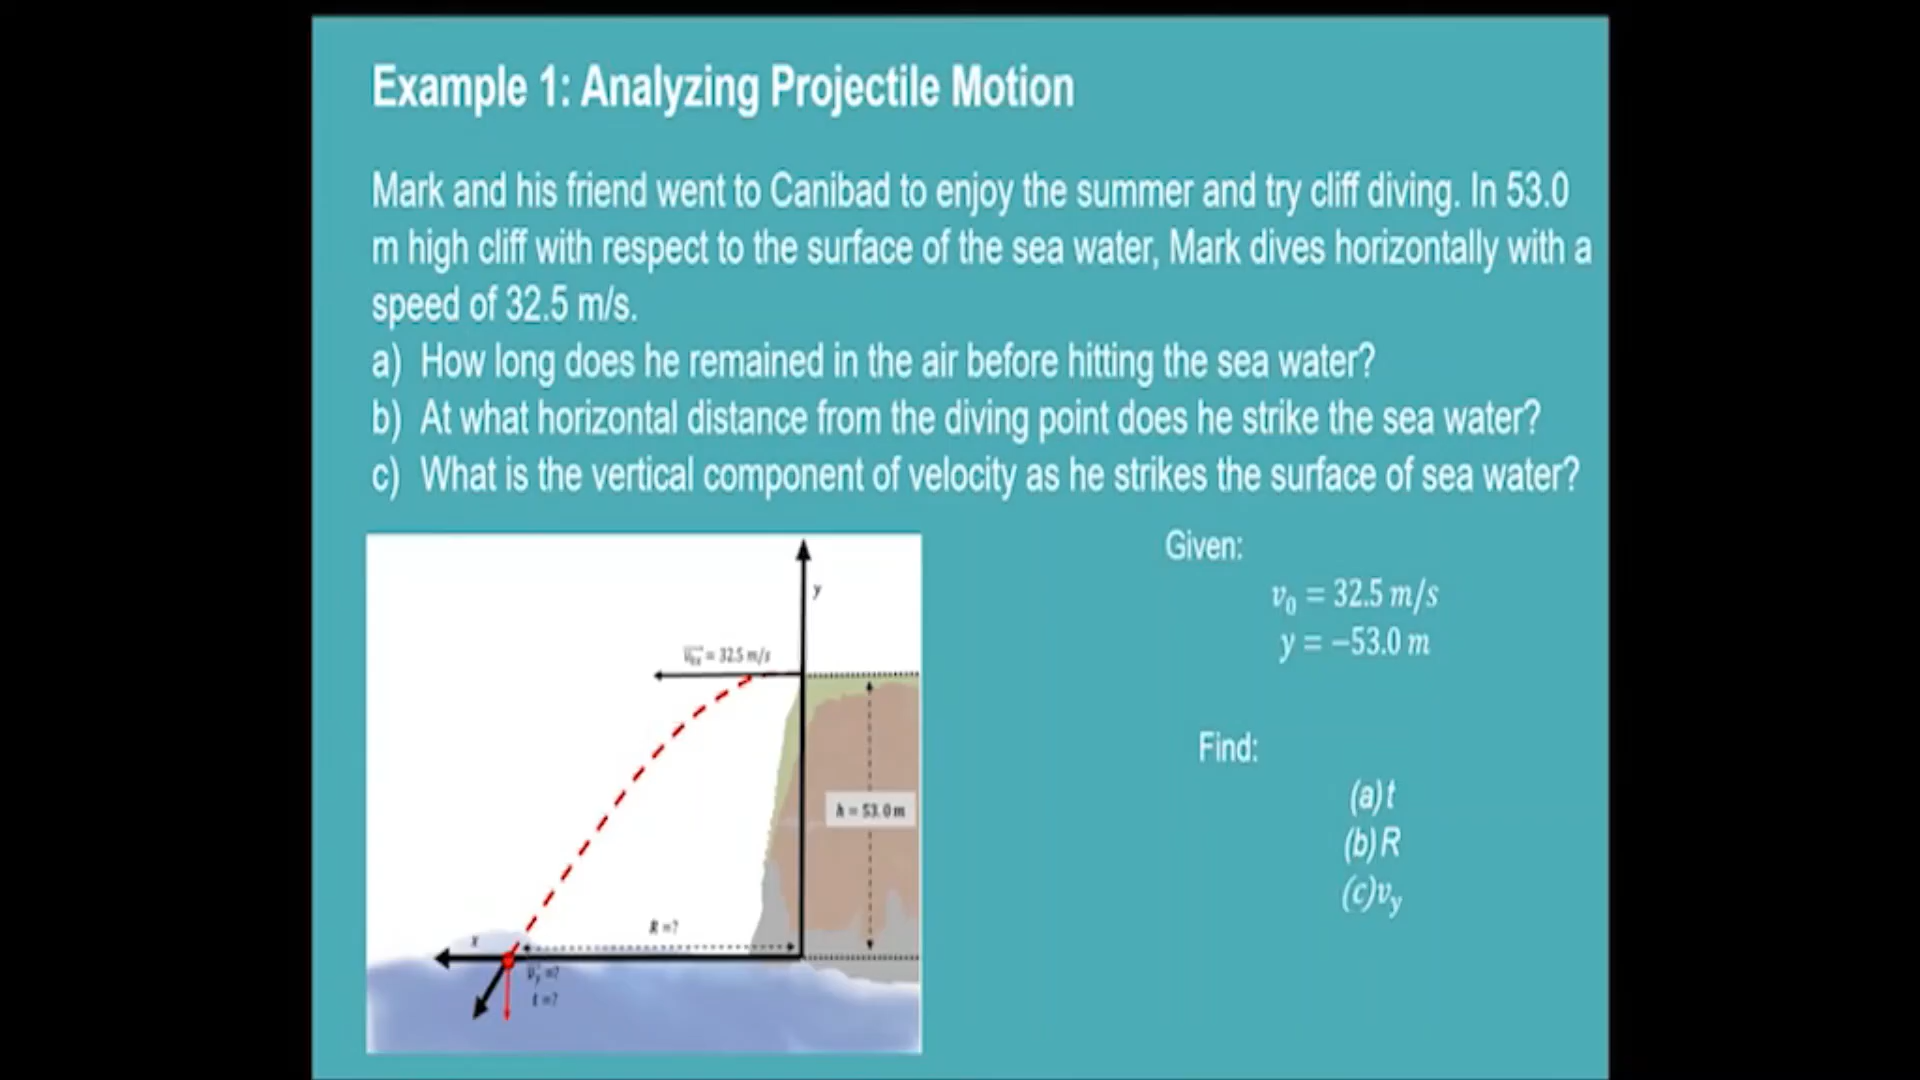 Example 1: Analyzing Projectile Motion
Mark and his friend went to Canibad to enjoy the summer and try cliff diving. In 53.0
m high cliff with respect to the surface of the sea water, Mark dives horizontally with a
speed of 32.5 m/s.
a) How long does he remained in the air before hitting the sea water?
b) At what horizontal distance from the diving point does he strike the sea water?
c) What is the vertical component of velocity as he strikes the surface of sea water?
Given:
v₀ = 32.5 m/s
y = −53.0 m
Find:
(a) t
(b) R
(c) vᵧ
y
v₀ₓ = 32.5 m/s
h = 53.0 m
R =?
x
vᵧ =?
t =?